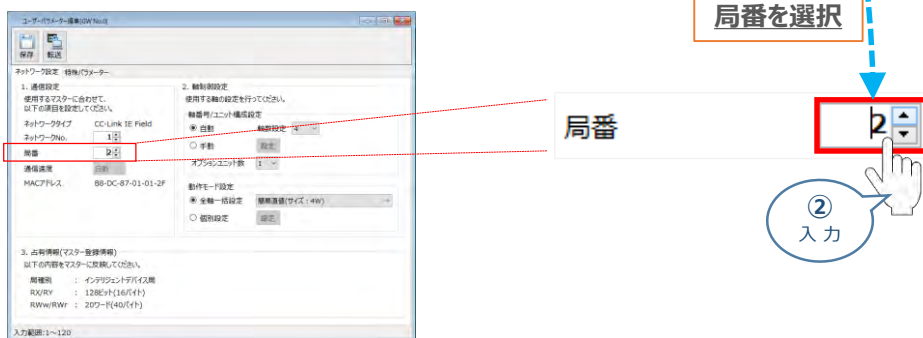 ユーザーパラメーター編集(GW No.0)
保存 転送
ネットワーク設定 特殊パラメーター
1. 通信設定
使用するマスターに合わせて、
以下の項目を設定してください。
ネットワークタイプ CC-Link IE Field
ネットワークNo. 1
局番 2
通信速度 自動
MACアドレス B8-DC-87-01-01-2F
2. 軸制御設定
使用する軸の設定を行ってください。
軸番号/ユニット構成設定
自動 軸数設定 4
手動 設定
オプションユニット数 1
動作モード設定
全軸一括設定 簡易直値(サイズ：4W)
個別設定 設定
3. 占有情報(マスター登録情報)
以下の内容をマスターに反映してください。
局種別 : インテリジェントデバイス局
RX/RY : 128ビット(16バイト)
RWw/RWr : 20ワード(40バイト)
入力範囲:1～120
局番を選択
局番 2
②
入力